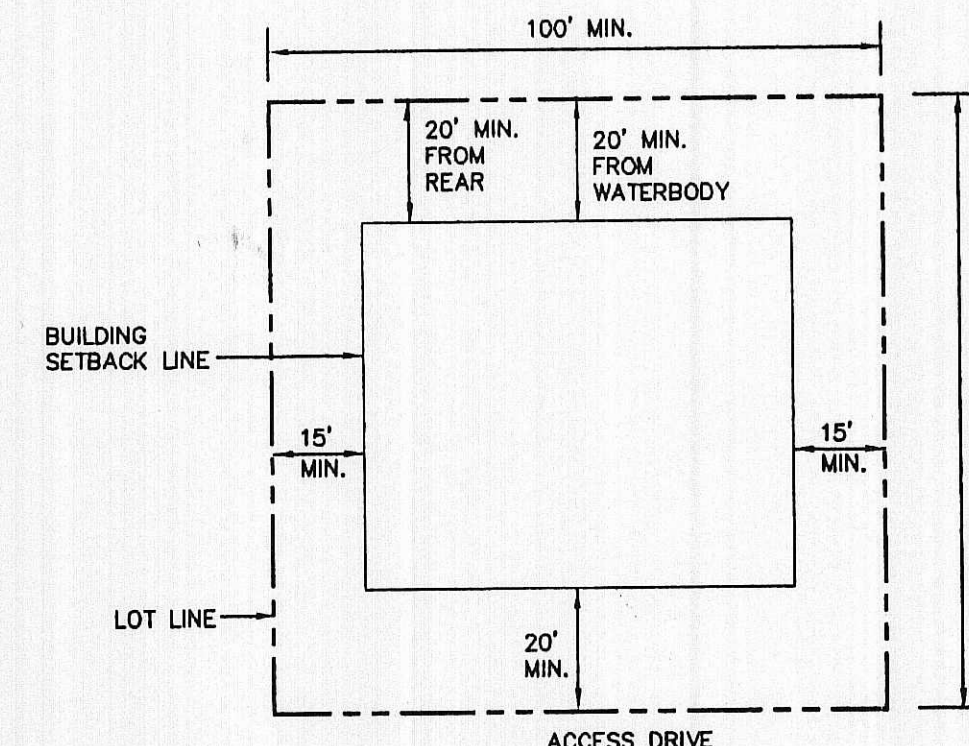 100' MIN.
20' MIN.
FROM
REAR
20' MIN.
FROM
WATERBODY
BUILDING
SETBACK LINE
15'
MIN.
15'
MIN.
LOT LINE
20'
MIN.
ACCESS DRIVE